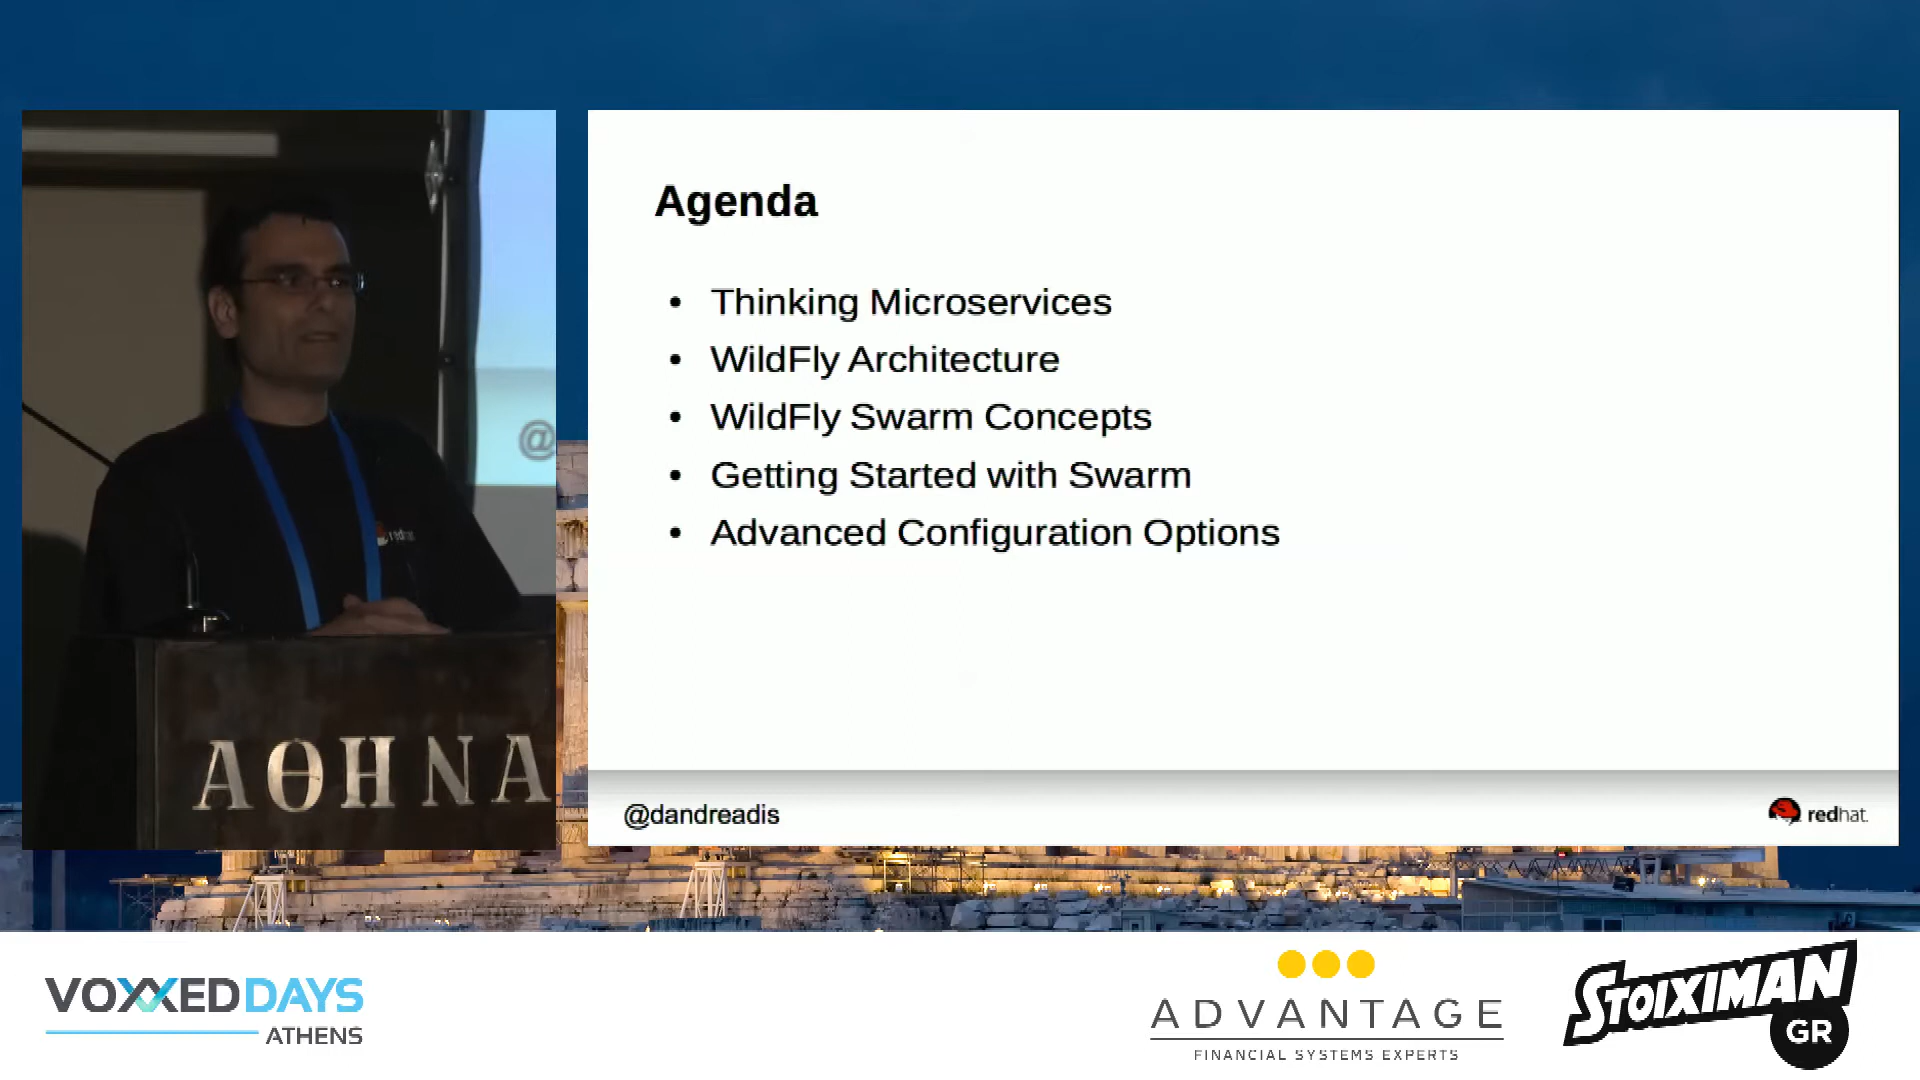 Agenda
• Thinking Microservices
• WildFly Architecture
• WildFly Swarm Concepts
• Getting Started with Swarm
• Advanced Configuration Options
@dandreadis
redhat.
@
redhat
ΑΘΗΝΑ
VOXXED DAYS
ATHENS
ADVANTAGE
FINANCIAL SYSTEMS EXPERTS
STOIXIMAN
GR